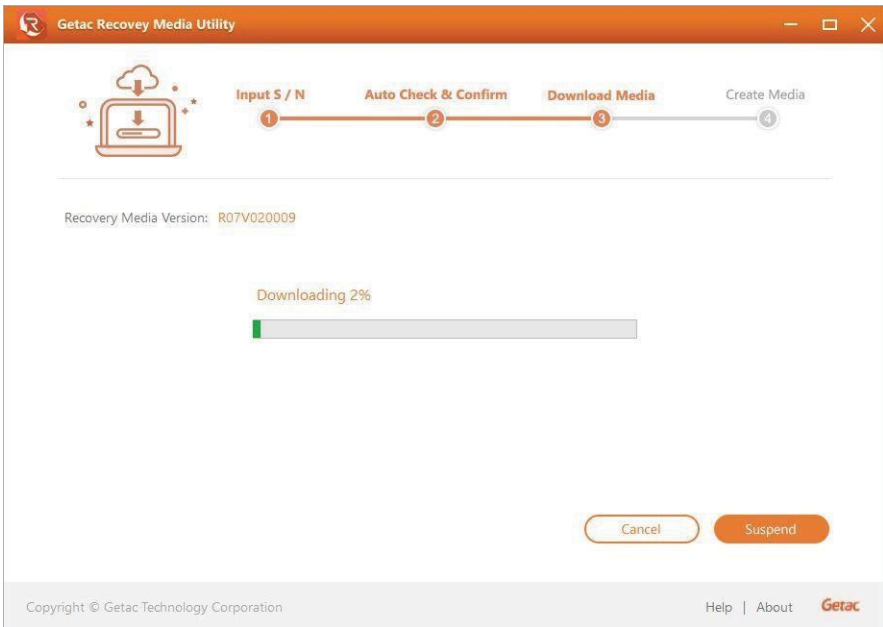 Getac Recovey Media Utility
Input S / N
Auto Check & Confirm
Download Media
Create Media
1
2
3
4
Recovery Media Version: R07V020009
Downloading 2%
Cancel
Suspend
Copyright © Getac Technology Corporation
Help | About
Getac